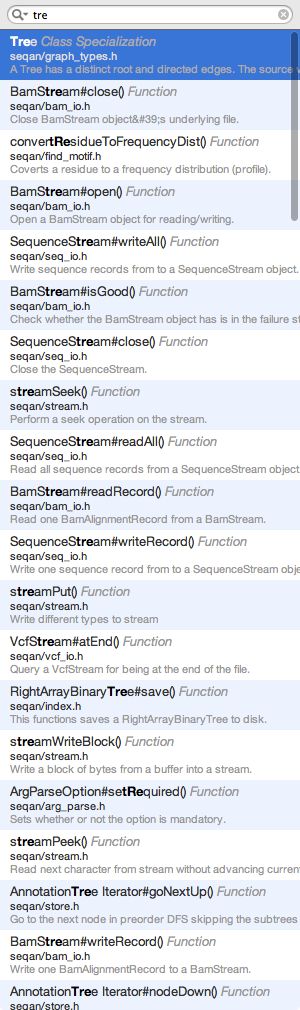 tre
Tree Class Specialization
seqan/graph_types.h
A Tree has a distinct root and directed edges. The source v
BamStream#close() Function
seqan/bam_io.h
Close BamStream object&#39;s underlying file.
convertResidueToFrequencyDist() Function
seqan/find_motif.h
Coverts a residue to a frequency distribution (profile).
BamStream#open() Function
seqan/bam_io.h
Open a BamStream object for reading/writing.
SequenceStream#writeAll() Function
seqan/seq_io.h
Write sequence records from to a SequenceStream object.
BamStream#isGood() Function
seqan/bam_io.h
Check whether the BamStream object has is in the failure st
SequenceStream#close() Function
seqan/seq_io.h
Close the SequenceStream.
streamSeek() Function
seqan/stream.h
Perform a seek operation on the stream.
SequenceStream#readAll() Function
seqan/seq_io.h
Read all sequence records from a SequenceStream object
BamStream#readRecord() Function
seqan/bam_io.h
Read one BamAlignmentRecord from a BamStream.
SequenceStream#writeRecord() Function
seqan/seq_io.h
Write one sequence record from to a SequenceStream obje
streamPut() Function
seqan/stream.h
Write different types to stream
VcfStream#atEnd() Function
seqan/vcf_io.h
Query a VcfStream for being at the end of the file.
RightArrayBinaryTree#save() Function
seqan/index.h
This functions saves a RightArrayBinaryTree to disk.
streamWriteBlock() Function
seqan/stream.h
Write a block of bytes from a buffer into a stream.
ArgParseOption#setRequired() Function
seqan/arg_parse.h
Sets whether or not the option is mandatory.
streamPeek() Function
seqan/stream.h
Read next character from stream without advancing curren
AnnotationTree Iterator#goNextUp() Function
seqan/store.h
Go to the next node in preorder DFS skipping the subtrees
BamStream#writeRecord() Function
seqan/bam_io.h
Write one BamAlignmentRecord to a BamStream.
AnnotationTree Iterator#nodeDown() Function
seqan/store.h